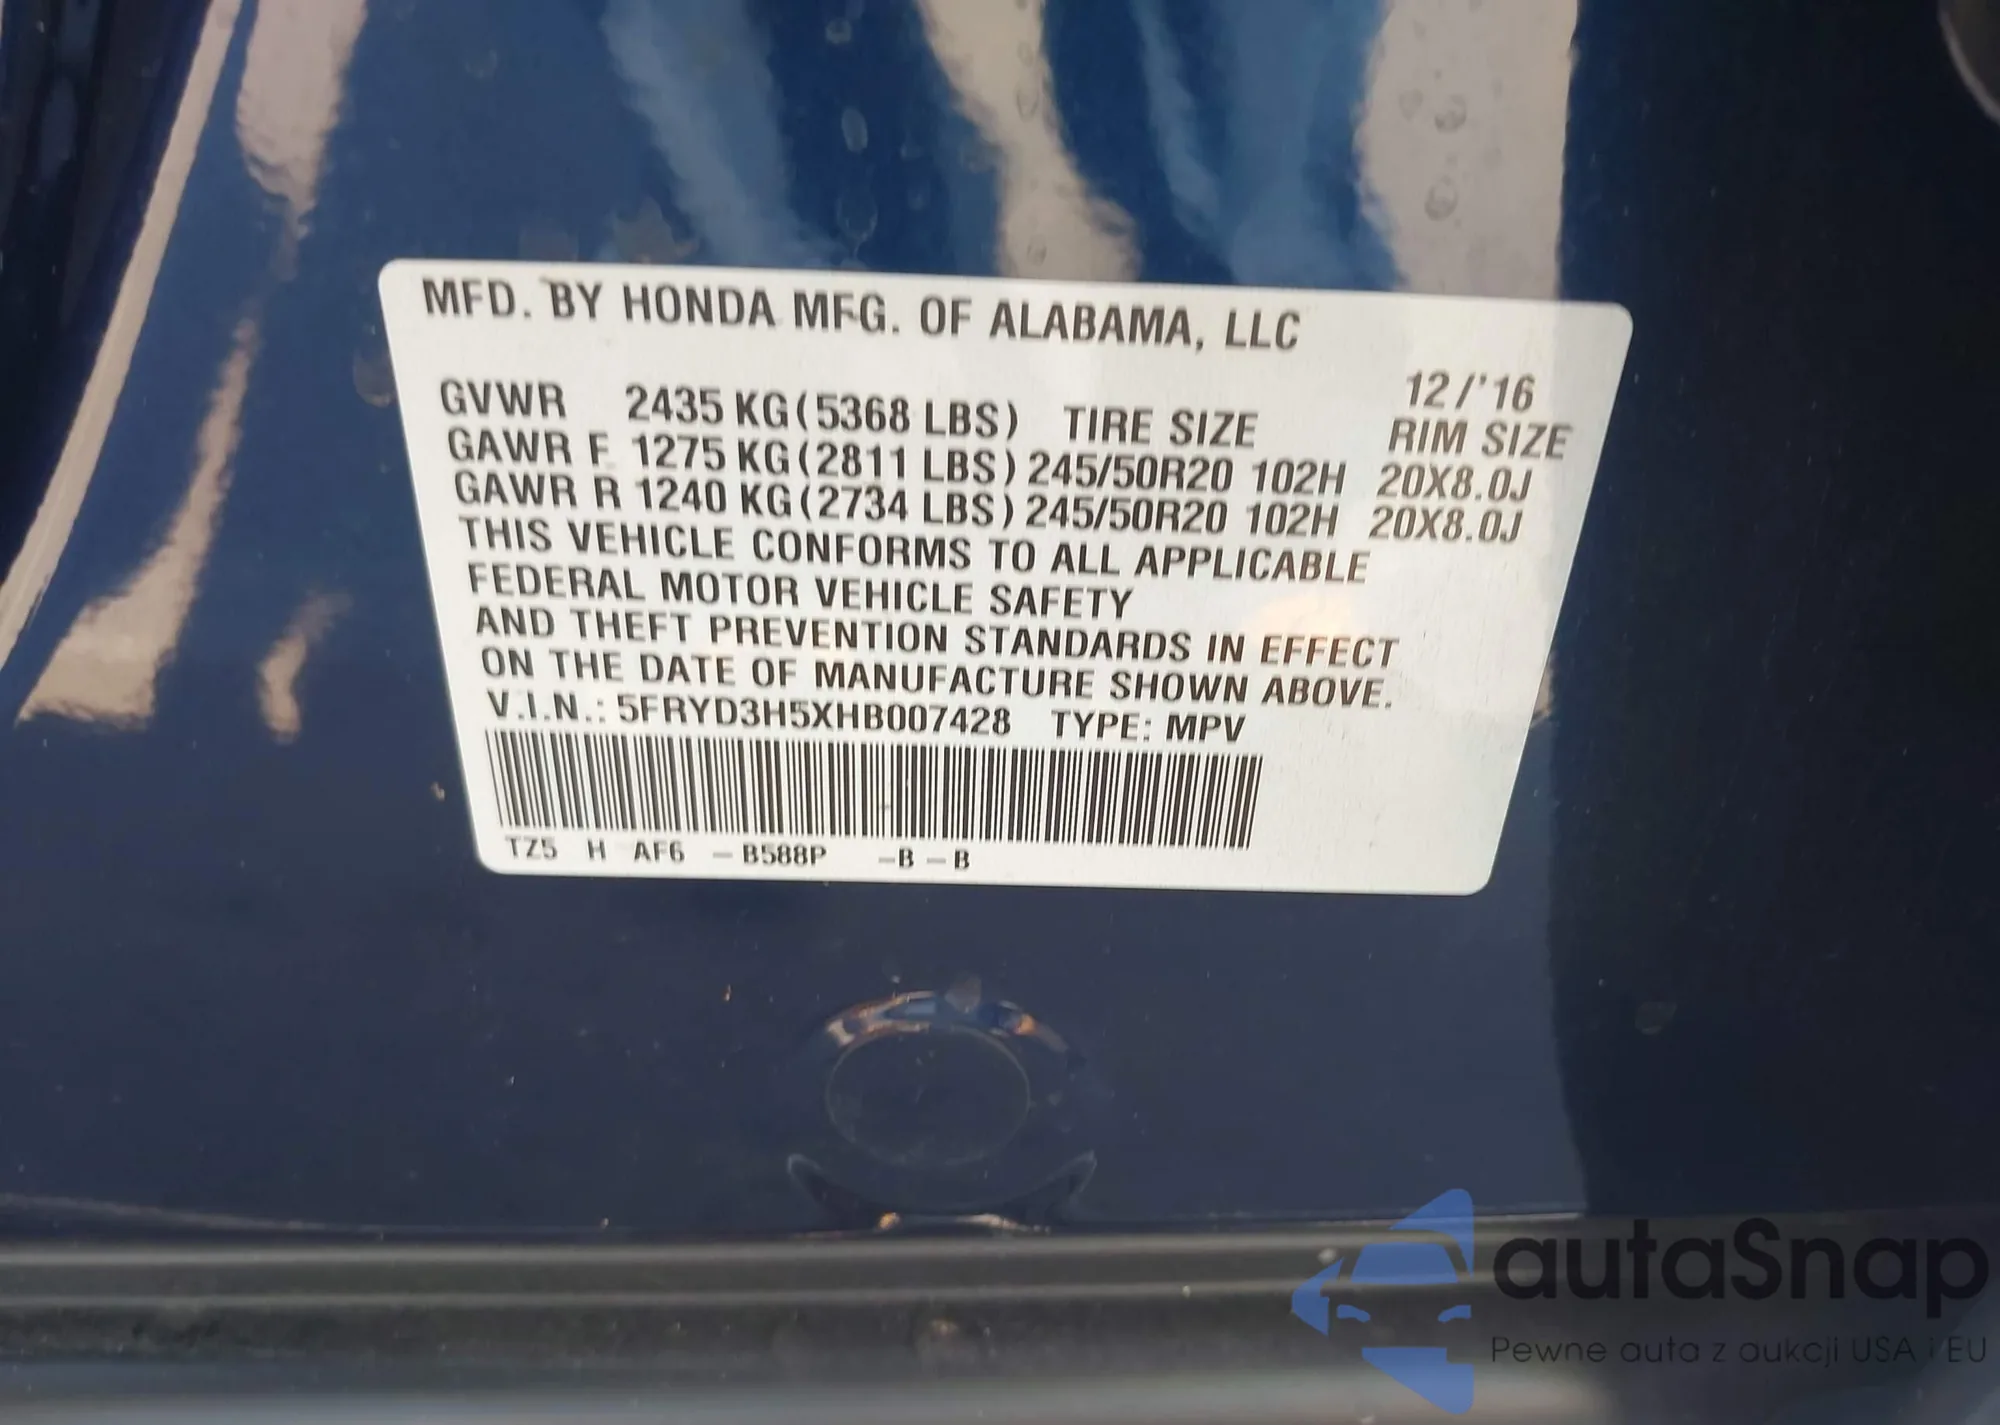 MFD. BY HONDA MFG. OF ALABAMA, LLC
12/'16
GVWR 2435 KG(5368 LBS) TIRE SIZE RIM SIZE
GAWR F 1275 KG(2811 LBS) 245/50R20 102H 20X8.0J
GAWR R 1240 KG(2734 LBS) 245/50R20 102H 20X8.0J
THIS VEHICLE CONFORMS TO ALL APPLICABLE
FEDERAL MOTOR VEHICLE SAFETY
AND THEFT PREVENTION STANDARDS IN EFFECT
ON THE DATE OF MANUFACTURE SHOWN ABOVE.
V.I.N.: 5FRYD3H5XHB007428 TYPE: MPV
TZ5 H AF6 -B588P -B-B
autaSnap
Pewne auta z aukcji USA i EU